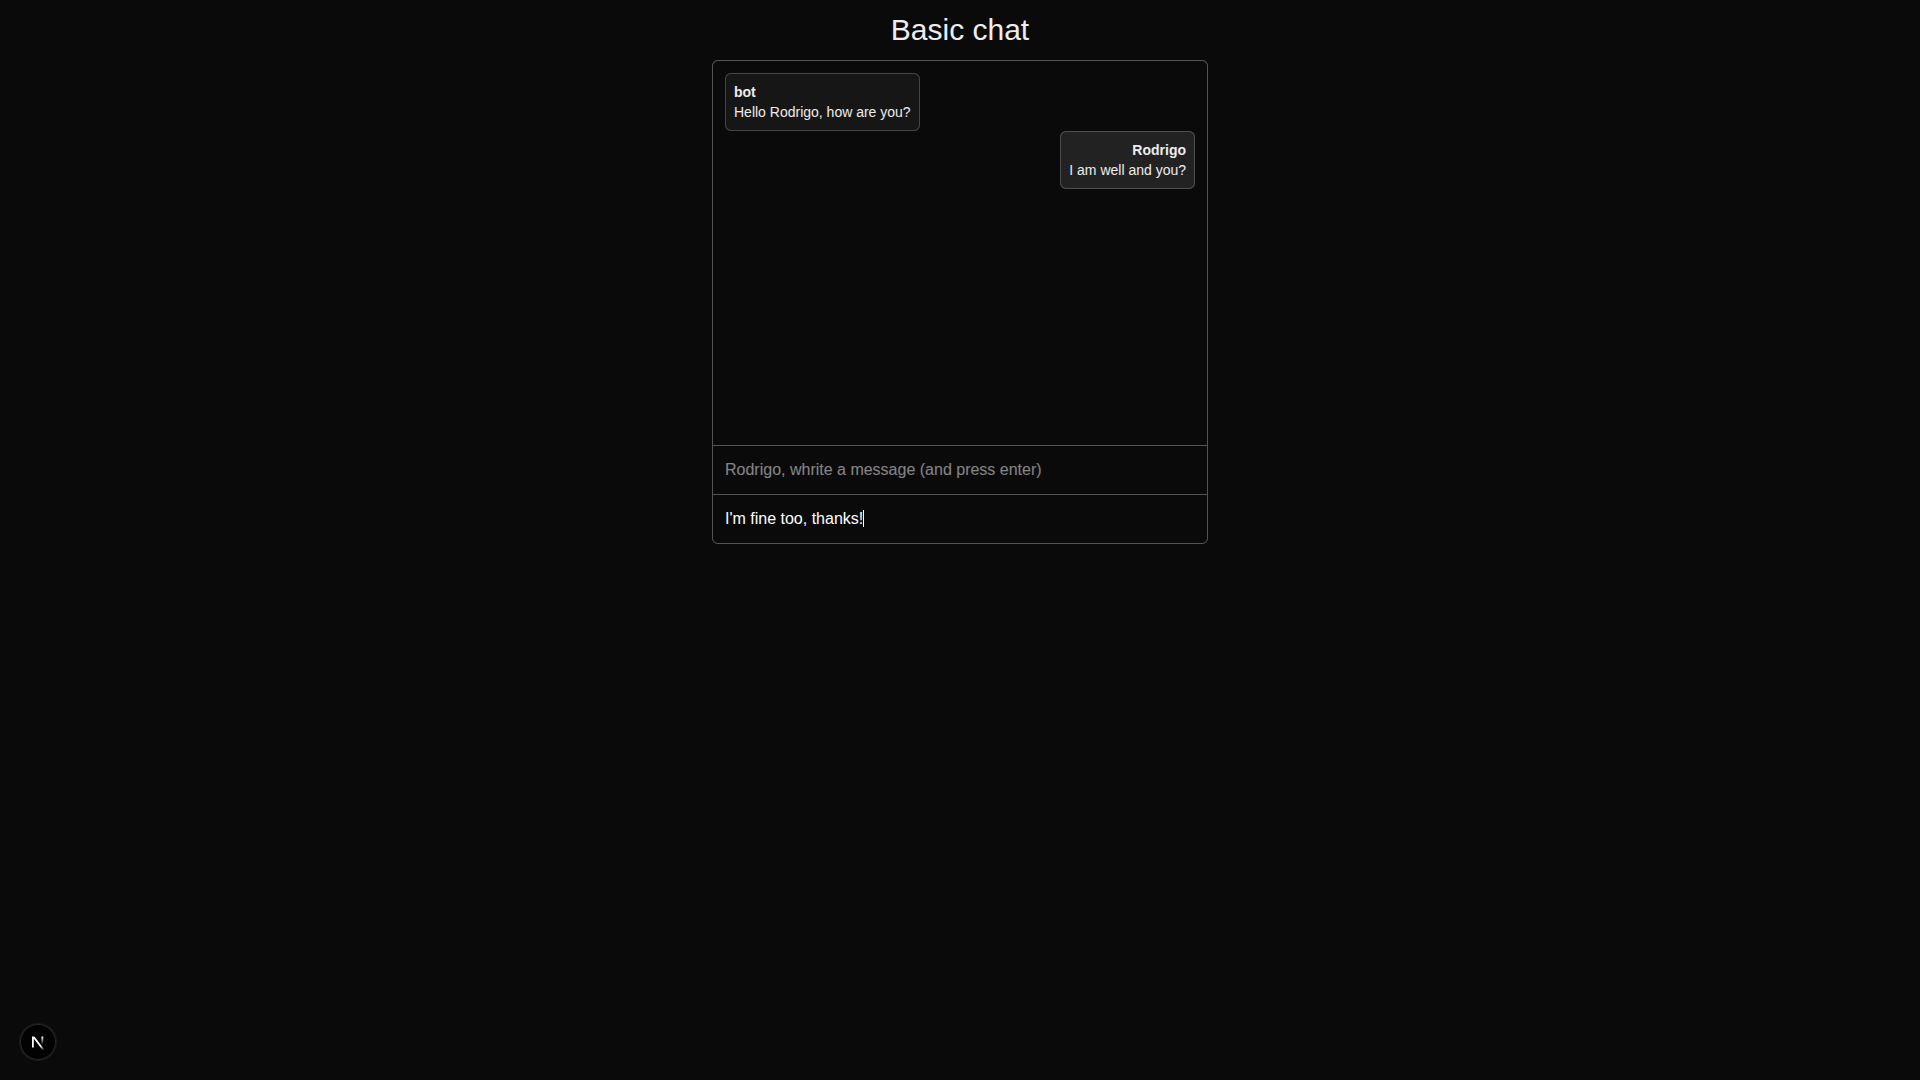 Basic chat
bot
Hello Rodrigo, how are you?
Rodrigo
I am well and you?
Rodrigo, whrite a message (and press enter)
I'm fine too, thanks!
N